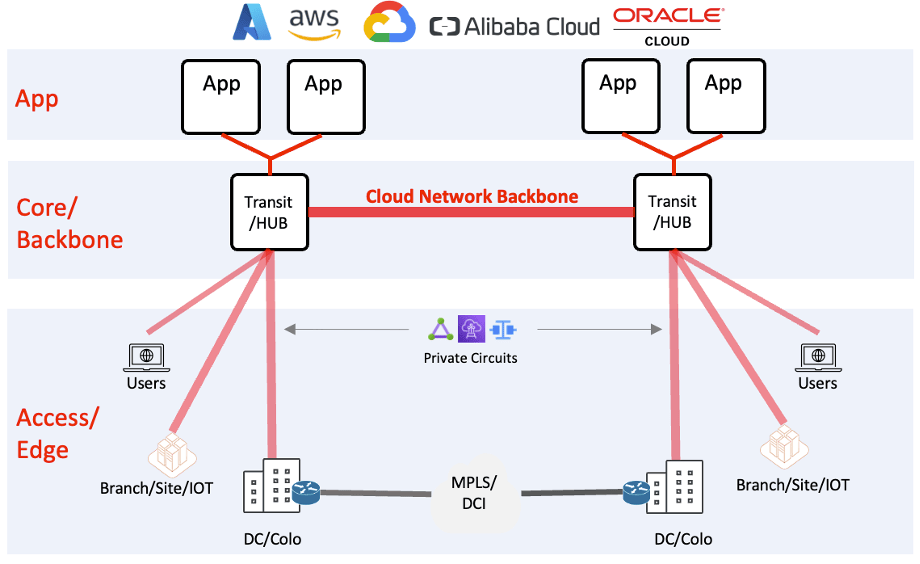 aws
Alibaba Cloud
ORACLE
CLOUD
App
App
App
App
App
Core/
Backbone
Transit
/HUB
Cloud Network Backbone
Transit
/HUB
Private Circuits
Users
Users
Access/
Edge
Branch/Site/IOT
Branch/Site/IOT
MPLS/
DCI
DC/Colo
DC/Colo